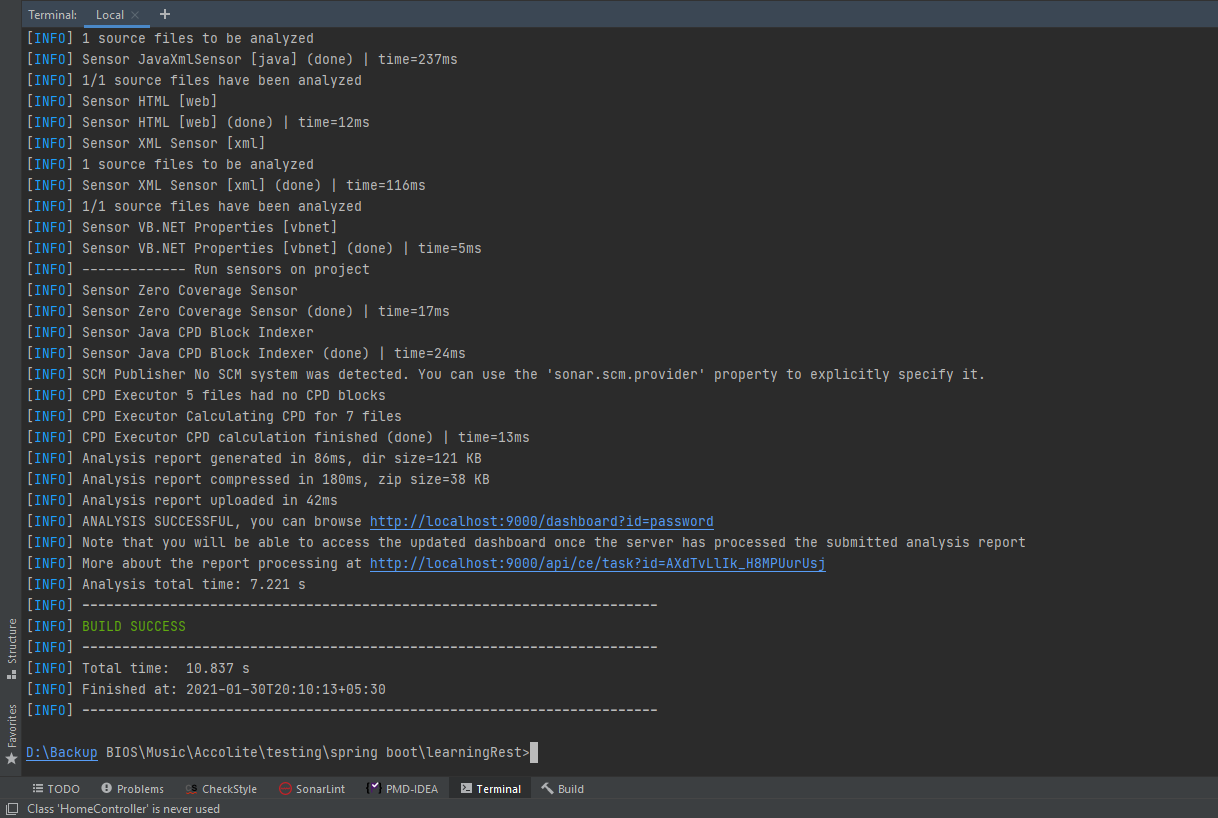 Terminal: Local × +
[INFO] 1 source files to be analyzed
[INFO] Sensor JavaXmlSensor [java] (done) | time=237ms
[INFO] 1/1 source files have been analyzed
[INFO] Sensor HTML [web]
[INFO] Sensor HTML [web] (done) | time=12ms
[INFO] Sensor XML Sensor [xml]
[INFO] 1 source files to be analyzed
[INFO] Sensor XML Sensor [xml] (done) | time=116ms
[INFO] 1/1 source files have been analyzed
[INFO] Sensor VB.NET Properties [vbnet]
[INFO] Sensor VB.NET Properties [vbnet] (done) | time=5ms
[INFO] ------------- Run sensors on project
[INFO] Sensor Zero Coverage Sensor
[INFO] Sensor Zero Coverage Sensor (done) | time=17ms
[INFO] Sensor Java CPD Block Indexer
[INFO] Sensor Java CPD Block Indexer (done) | time=24ms
[INFO] SCM Publisher No SCM system was detected. You can use the 'sonar.scm.provider' property to explicitly specify it.
[INFO] CPD Executor 5 files had no CPD blocks
[INFO] CPD Executor Calculating CPD for 7 files
[INFO] CPD Executor CPD calculation finished (done) | time=13ms
[INFO] Analysis report generated in 86ms, dir size=121 KB
[INFO] Analysis report compressed in 180ms, zip size=38 KB
[INFO] Analysis report uploaded in 42ms
[INFO] ANALYSIS SUCCESSFUL, you can browse http://localhost:9000/dashboard?id=password
[INFO] Note that you will be able to access the updated dashboard once the server has processed the submitted analysis report
[INFO] More about the report processing at http://localhost:9000/api/ce/task?id=AXdTvLlIk_H8MPUurUsj
[INFO] Analysis total time: 7.221 s
[INFO] ------------------------------------------------------------------------
[INFO] BUILD SUCCESS
[INFO] ------------------------------------------------------------------------
[INFO] Total time:  10.837 s
[INFO] Finished at: 2021-01-30T20:10:13+05:30
[INFO] ------------------------------------------------------------------------
D:\Backup BIOS\Music\Accolite\testing\spring boot\learningRest>
Structure
Favorites
TODO Problems CheckStyle SonarLint PMD-IDEA Terminal Build
Class 'HomeController' is never used